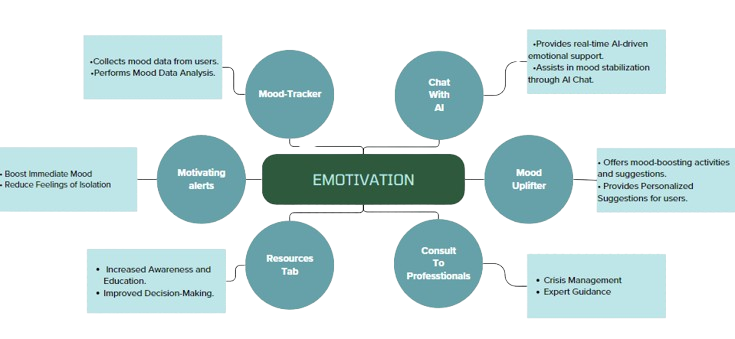 •Collects mood data from users.
•Performs Mood Data Analysis.
Mood-Tracker
Chat
With
AI
•Provides real-time AI-driven
emotional support.
•Assists in mood stabilization
through AI Chat.
• Boost Immediate Mood
• Reduce Feelings of Isolation
Motivating
alerts
EMOTIVATION
Mood
Uplifter
• Offers mood-boosting activities
and suggestions.
• Provides Personalized
Suggestions for users.
• Increased Awareness and
Education.
• Improved Decision-Making.
Resources
Tab
Consult
To
Professtionals
• Crisis Management
• Expert Guidance